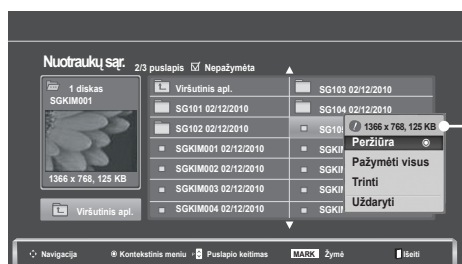 Nuotraukų sąr. 2/3 puslapis ☑ Nepažymėta
1 diskas
SGKIM001
1366 x 768, 125 KB
Viršutinis apl.
Viršutinis apl.
SG101 02/12/2010
SG102 02/12/2010
SGKIM001 02/12/2010
SGKIM002 02/12/2010
SGKIM003 02/12/2010
SGKIM004 02/12/2010
SG103 02/12/2010
SG104 02/12/2010
1366 x 768, 125 KB
Peržiūra
Pažymėti visus
Trinti
Uždaryti
Navigacija Kontekstinis meniu Puslapio keitimas MARK Žymė Išeiti